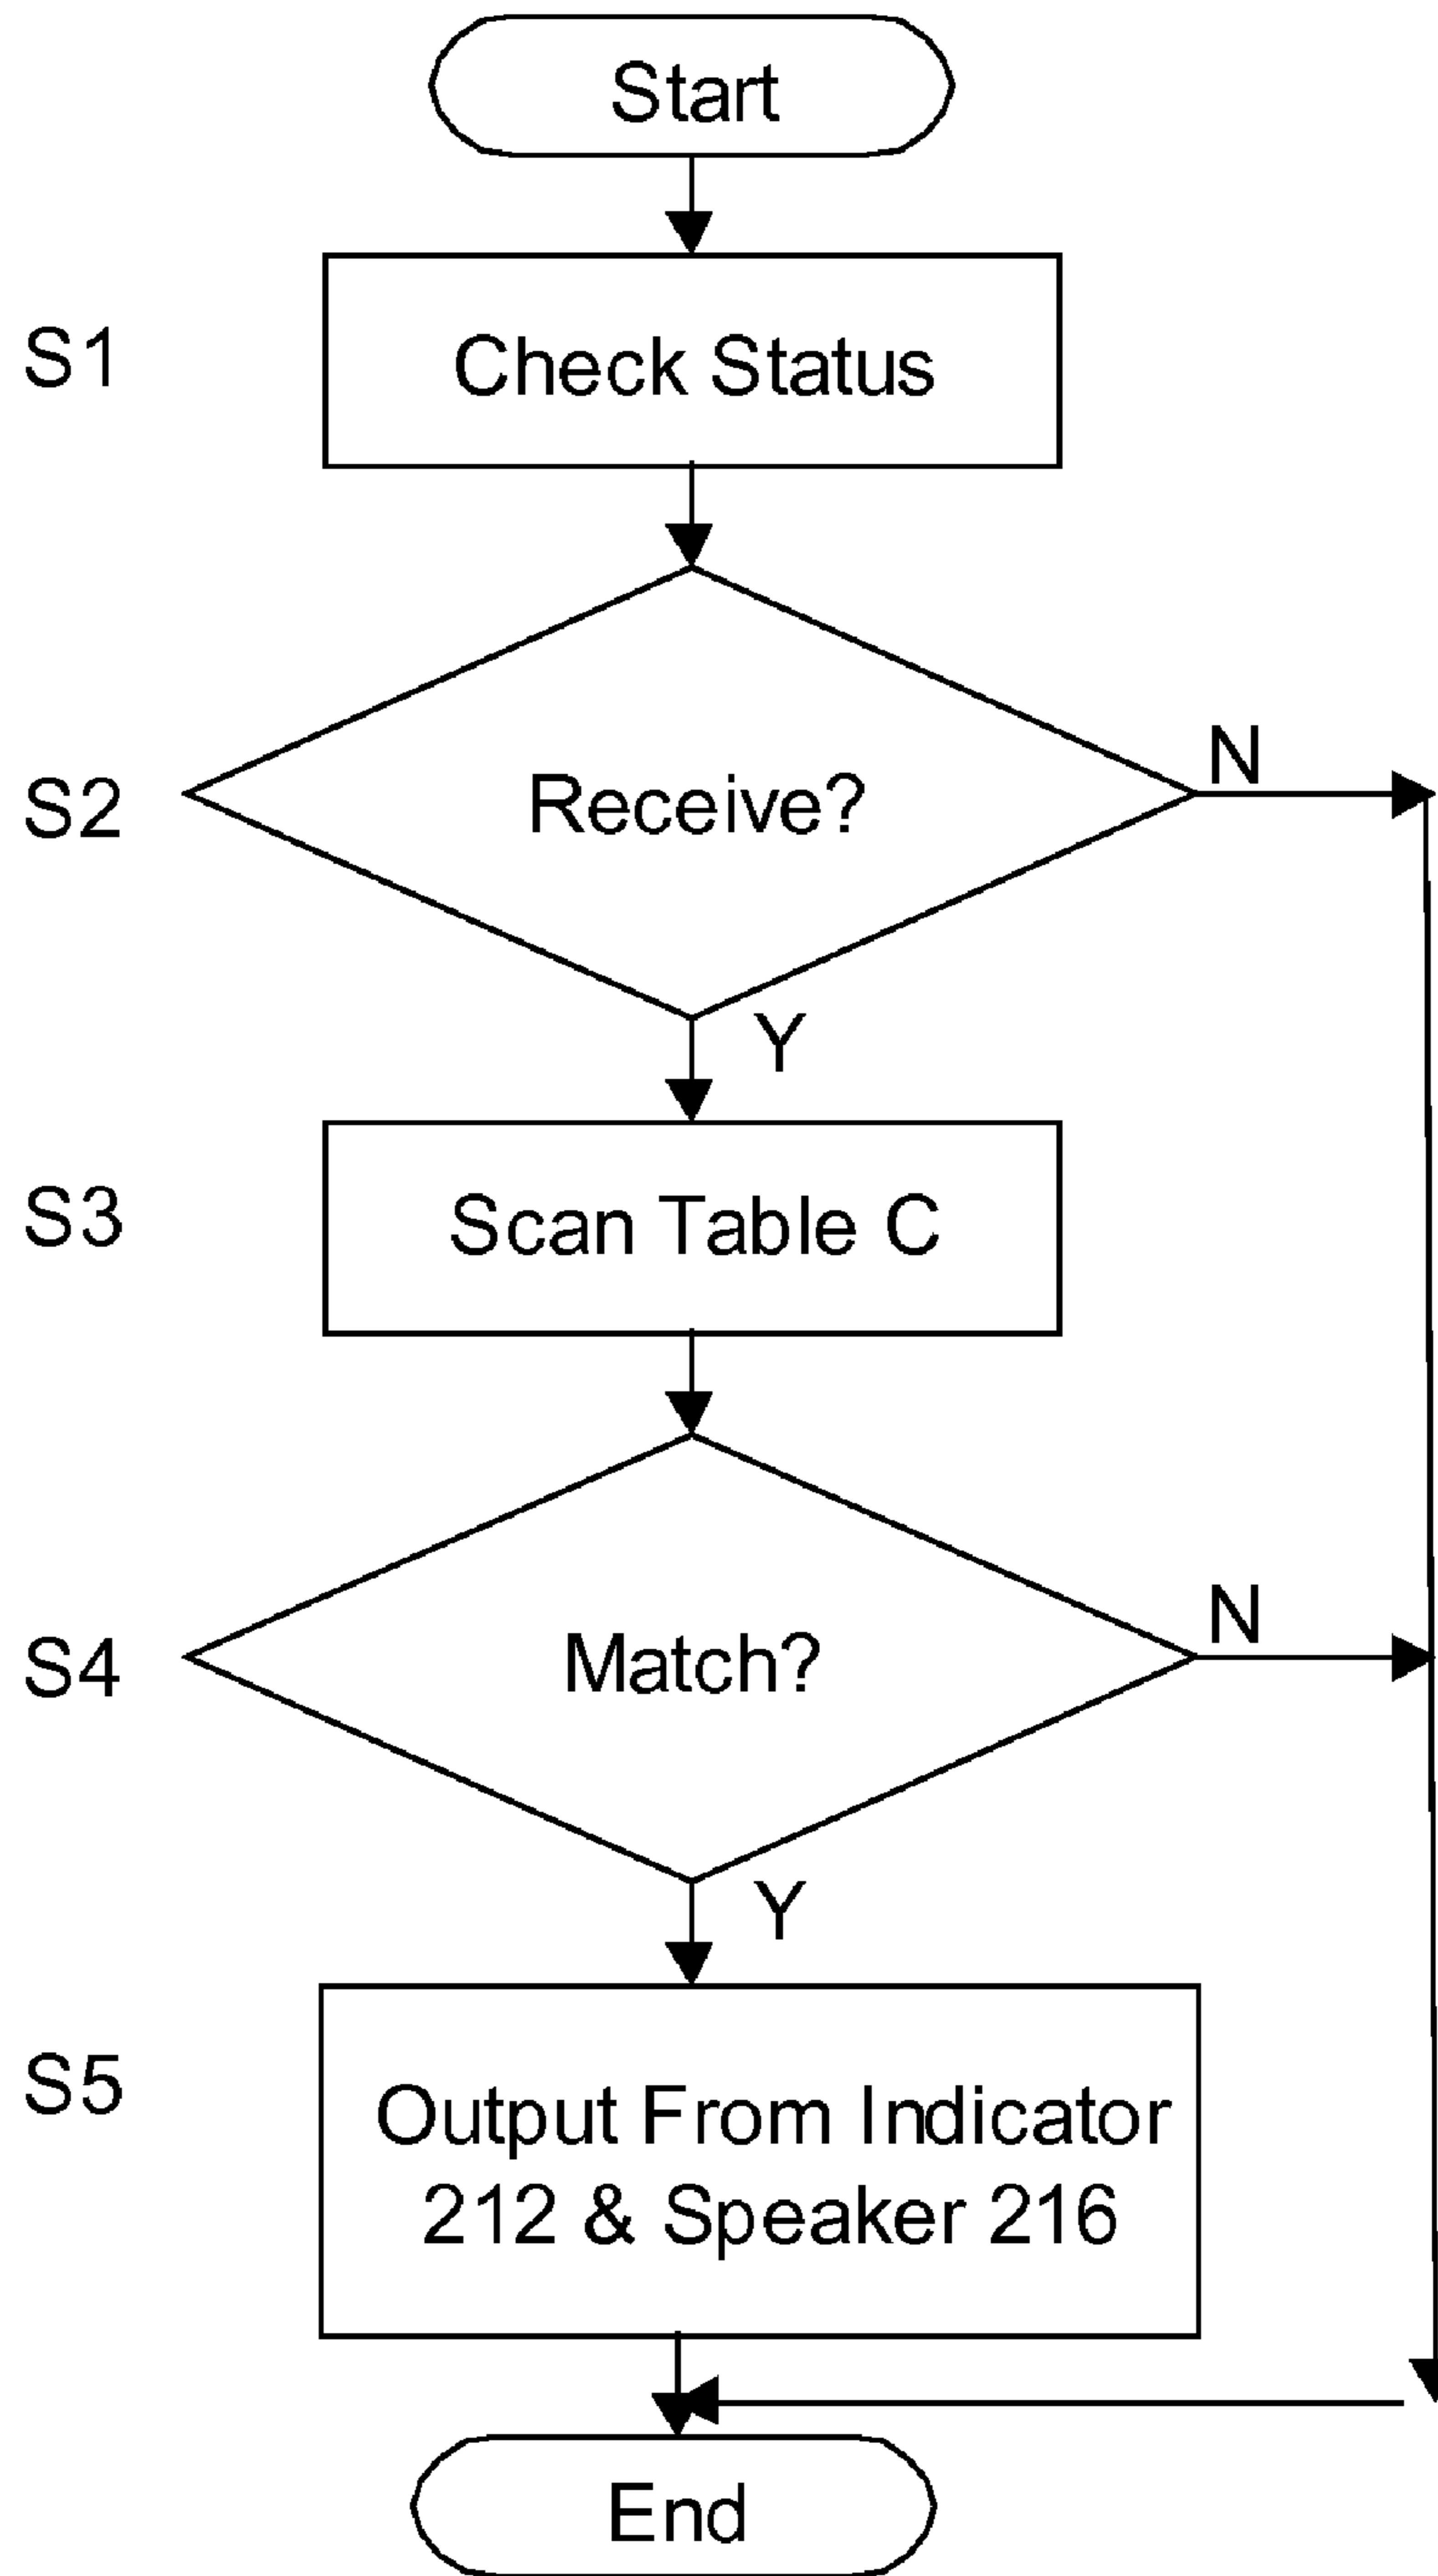 Start
S1
Check Status
S2
Receive?
N
Y
S3
Scan Table C
S4
Match?
N
Y
S5
Output From Indicator
212 & Speaker 216
End